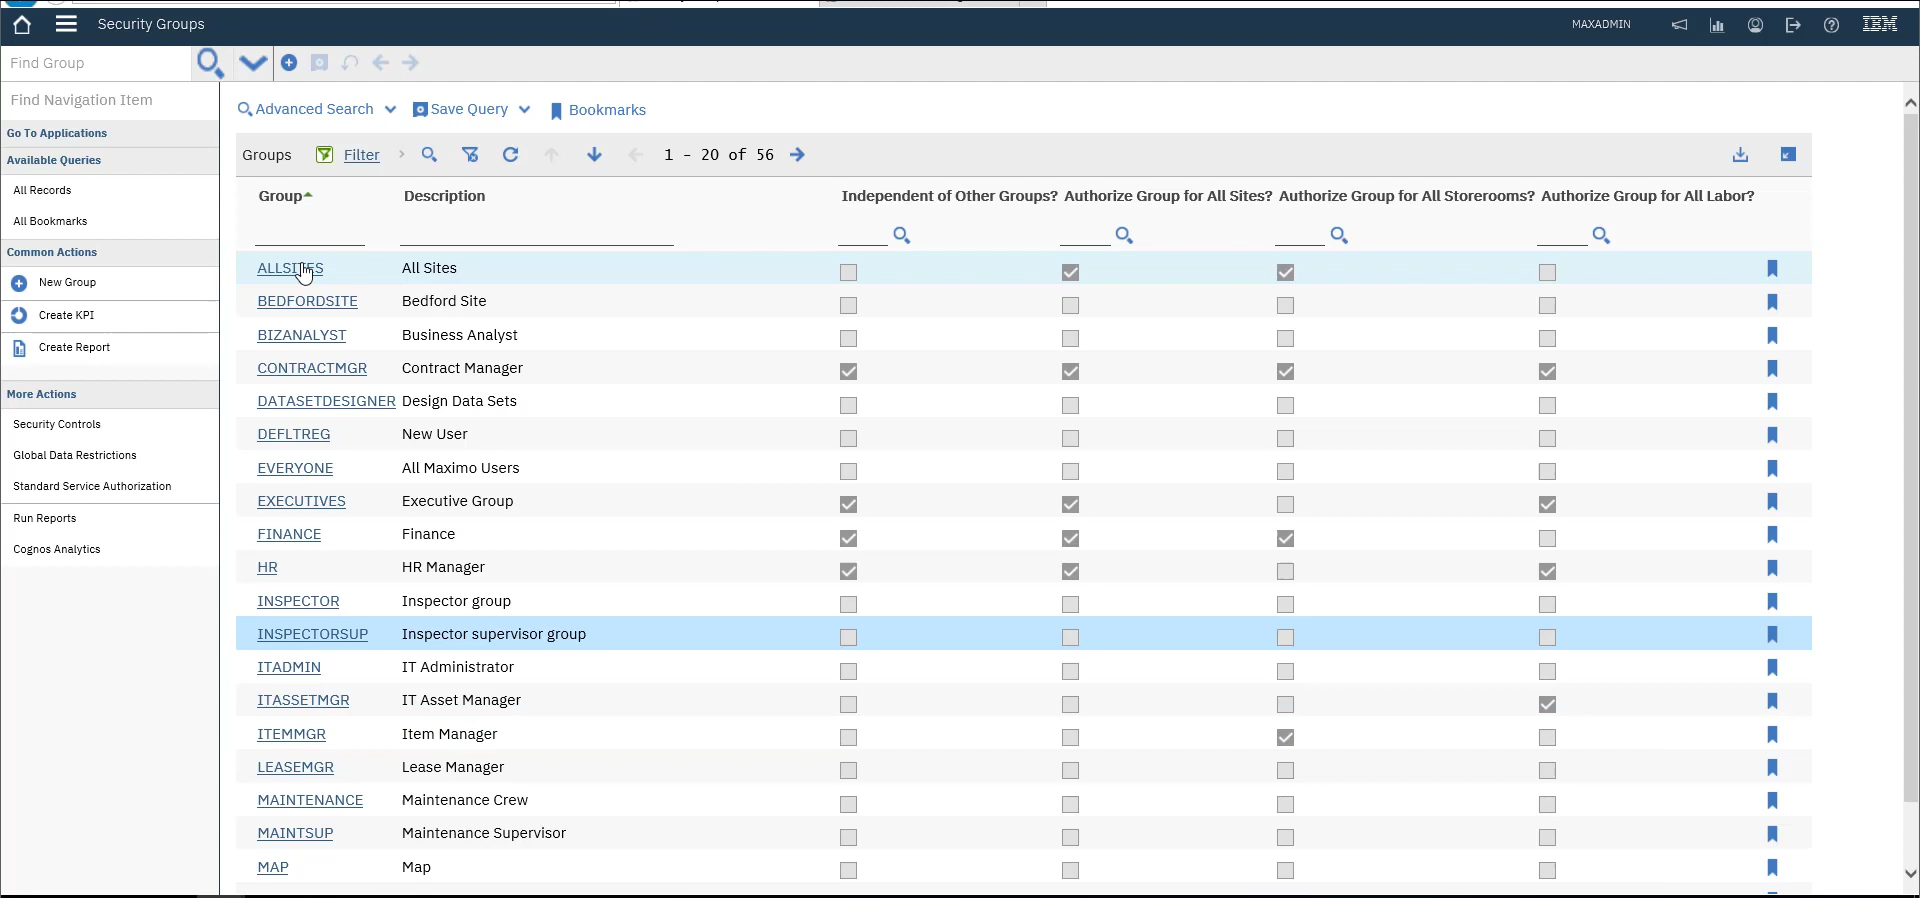 Security Groups MAXADMIN IBM
Find Group
Find Navigation Item
Go To Applications
Available Queries
All Records
All Bookmarks
Common Actions
New Group
Create KPI
Create Report
More Actions
Security Controls
Global Data Restrictions
Standard Service Authorization
Run Reports
Cognos Analytics
Advanced Search Save Query Bookmarks
Groups Filter 1 - 20 of 56
Group Description Independent of Other Groups? Authorize Group for All Sites? Authorize Group for All Storerooms? Authorize Group for All Labor?
ALLSITES All Sites
BEDFORDSITE Bedford Site
BIZANALYST Business Analyst
CONTRACTMGR Contract Manager
DATASETDESIGNER Design Data Sets
DEFLTREG New User
EVERYONE All Maximo Users
EXECUTIVES Executive Group
FINANCE Finance
HR HR Manager
INSPECTOR Inspector group
INSPECTORSUP Inspector supervisor group
ITADMIN IT Administrator
ITASSETMGR IT Asset Manager
ITEMMGR Item Manager
LEASEMGR Lease Manager
MAINTENANCE Maintenance Crew
MAINTSUP Maintenance Supervisor
MAP Map